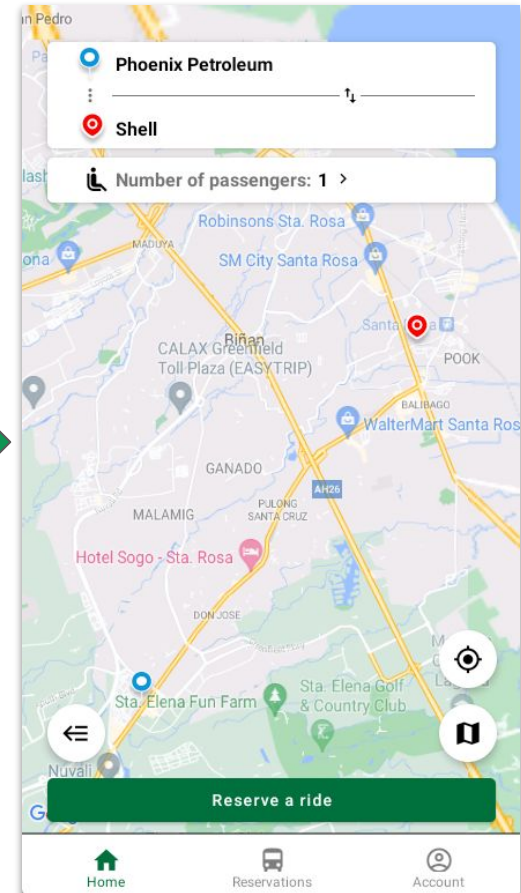 n Pedro
Phoenix Petroleum
Shell
Number of passengers: 1
Robinsons Sta. Rosa
ona
MADUYA
SM City Santa Rosa
Santa
Biñan
CALAX Greenfield
Toll Plaza (EASYTRIP)
POOK
BALIBAGO
WalterMart Santa Ros
GANADO
AH26
PULONG
SANTA CRUZ
MALAMIG
Hotel Sogo - Sta. Rosa
DON JOSE
Sta. Elena Fun Farm
Sta. Elena Golf
& Country Club
Nuvali
Reserve a ride
Home
Reservations
Account